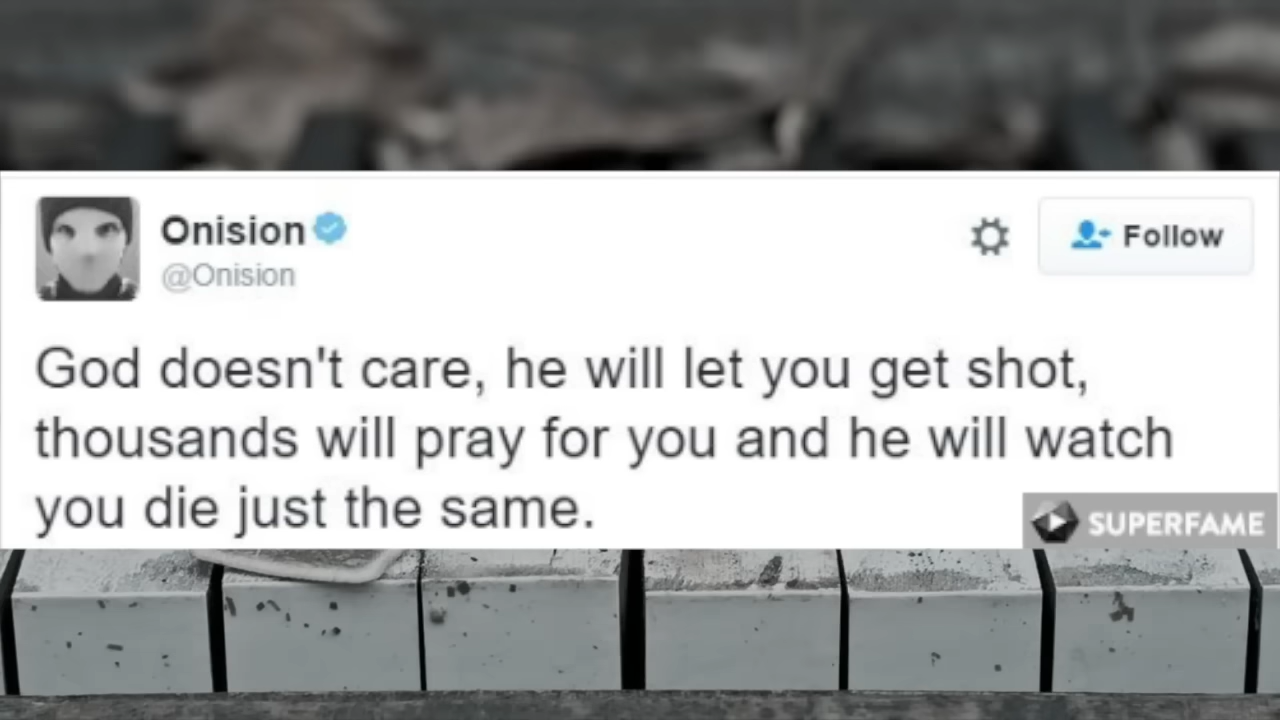 Onision
@Onision
Follow
God doesn't care, he will let you get shot,
thousands will pray for you and he will watch
you die just the same.
SUPERFAME